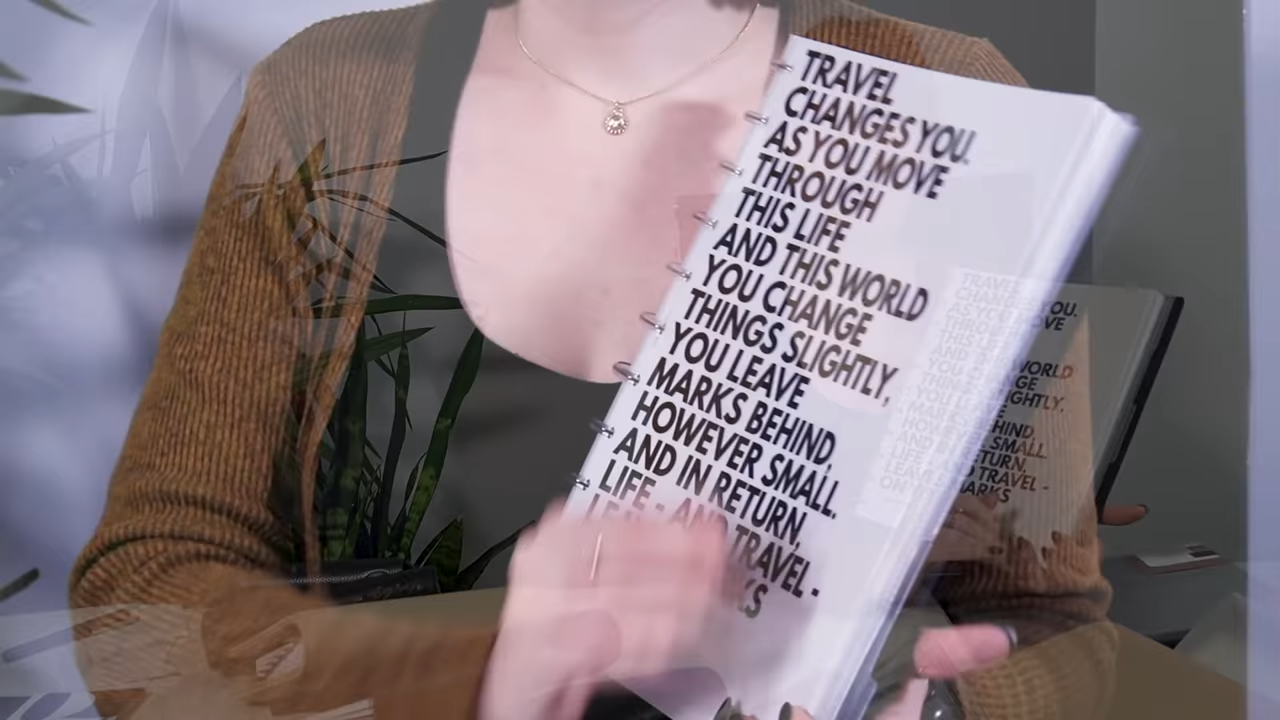 TRAVEL
CHANGES YOU.
AS YOU MOVE
THROUGH
THIS LIFE
AND THIS WORLD
YOU CHANGE
THINGS SLIGHTLY,
YOU LEAVE
MARKS BEHIND,
HOWEVER SMALL.
AND IN RETURN,
LIFE - AND TRAVEL -